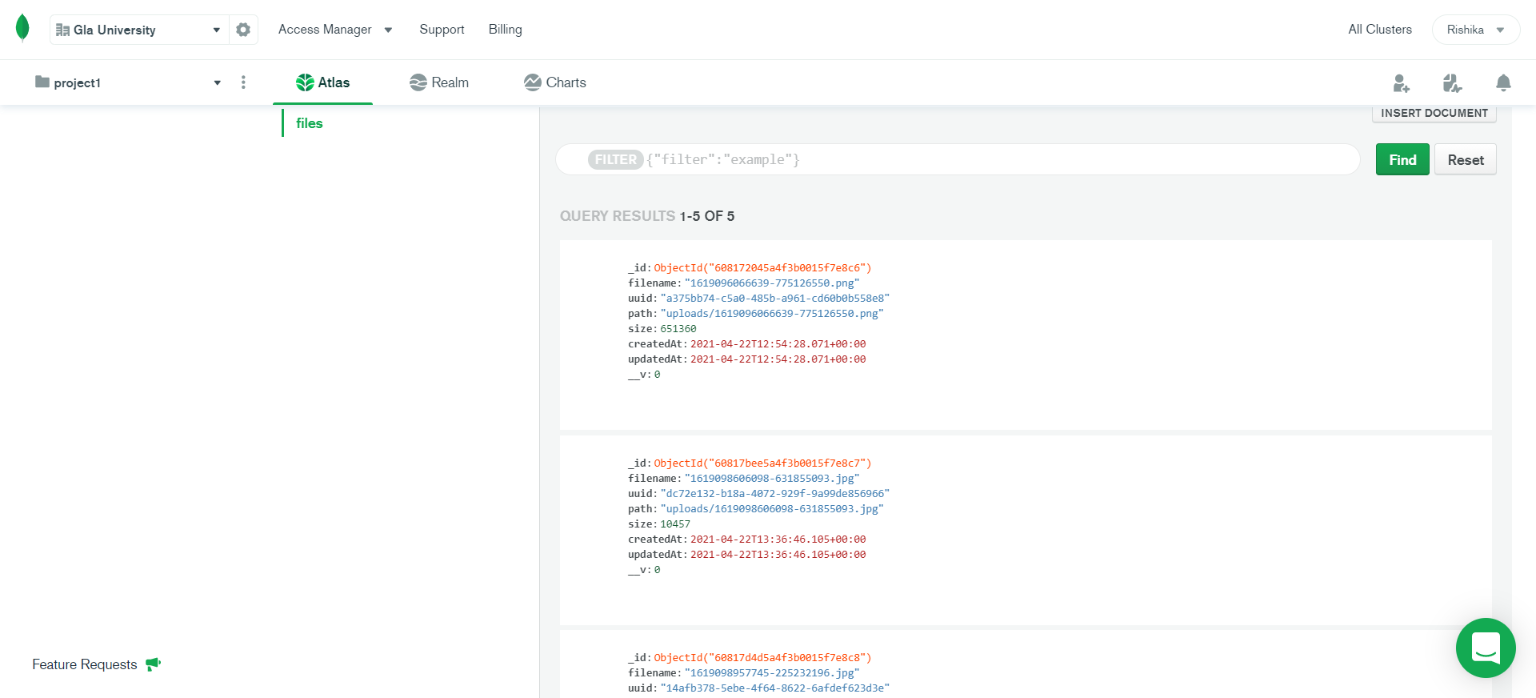 Gla University
Access Manager
Support
Billing
All Clusters
Rishika
project1
Atlas
Realm
Charts
files
INSERT DOCUMENT
FILTER {"filter":"example"}
Find
Reset
QUERY RESULTS 1-5 OF 5
_id: ObjectId("608172045a4f3b0015f7e8c6")
filename: "1619096066639-775126550.png"
uuid: "a375bb74-c5a0-485b-a961-cd60b0b558e8"
path: "uploads/1619096066639-775126550.png"
size: 651360
createdAt: 2021-04-22T12:54:28.071+00:00
updatedAt: 2021-04-22T12:54:28.071+00:00
__v: 0
_id: ObjectId("60817bee5a4f3b0015f7e8c7")
filename: "1619098606098-631855093.jpg"
uuid: "dc72e132-b18a-4072-929f-9a99de856966"
path: "uploads/1619098606098-631855093.jpg"
size: 10457
createdAt: 2021-04-22T13:36:46.105+00:00
updatedAt: 2021-04-22T13:36:46.105+00:00
__v: 0
_id: ObjectId("60817d4d5a4f3b0015f7e8c8")
filename: "1619098957745-225232196.jpg"
uuid: "14afb378-5ebe-4f64-8622-6afdef623d3e"
Feature Requests